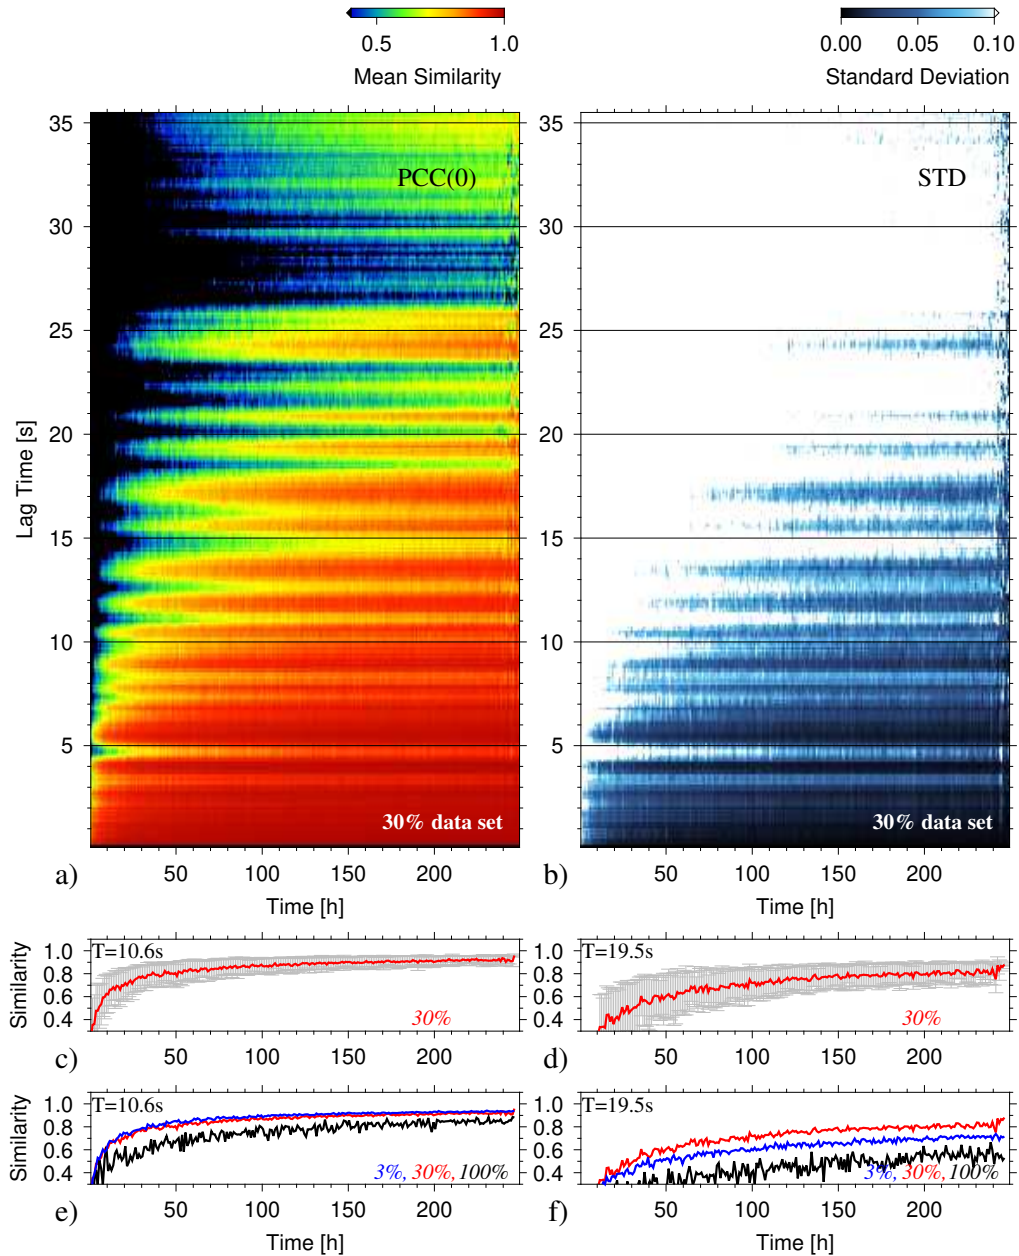 0.5 1.0
Mean Similarity
0.00 0.05 0.10
Standard Deviation
35
30
25
20
15
10
5
Lag Time [s]
PCC(0)
30% data set
50 100 150 200
a)
Time [h]
35
30
25
20
15
10
5
STD
30% data set
50 100 150 200
b)
Time [h]
Similarity
1.0
0.8
0.6
0.4
T=10.6s
30%
50 100 150 200
c)
1.0
0.8
0.6
0.4
T=19.5s
30%
50 100 150 200
d)
Similarity
1.0
0.8
0.6
0.4
T=10.6s
3%, 30%, 100%
50 100 150 200
e)
Time [h]
1.0
0.8
0.6
0.4
T=19.5s
3%, 30%, 100%
50 100 150 200
f)
Time [h]